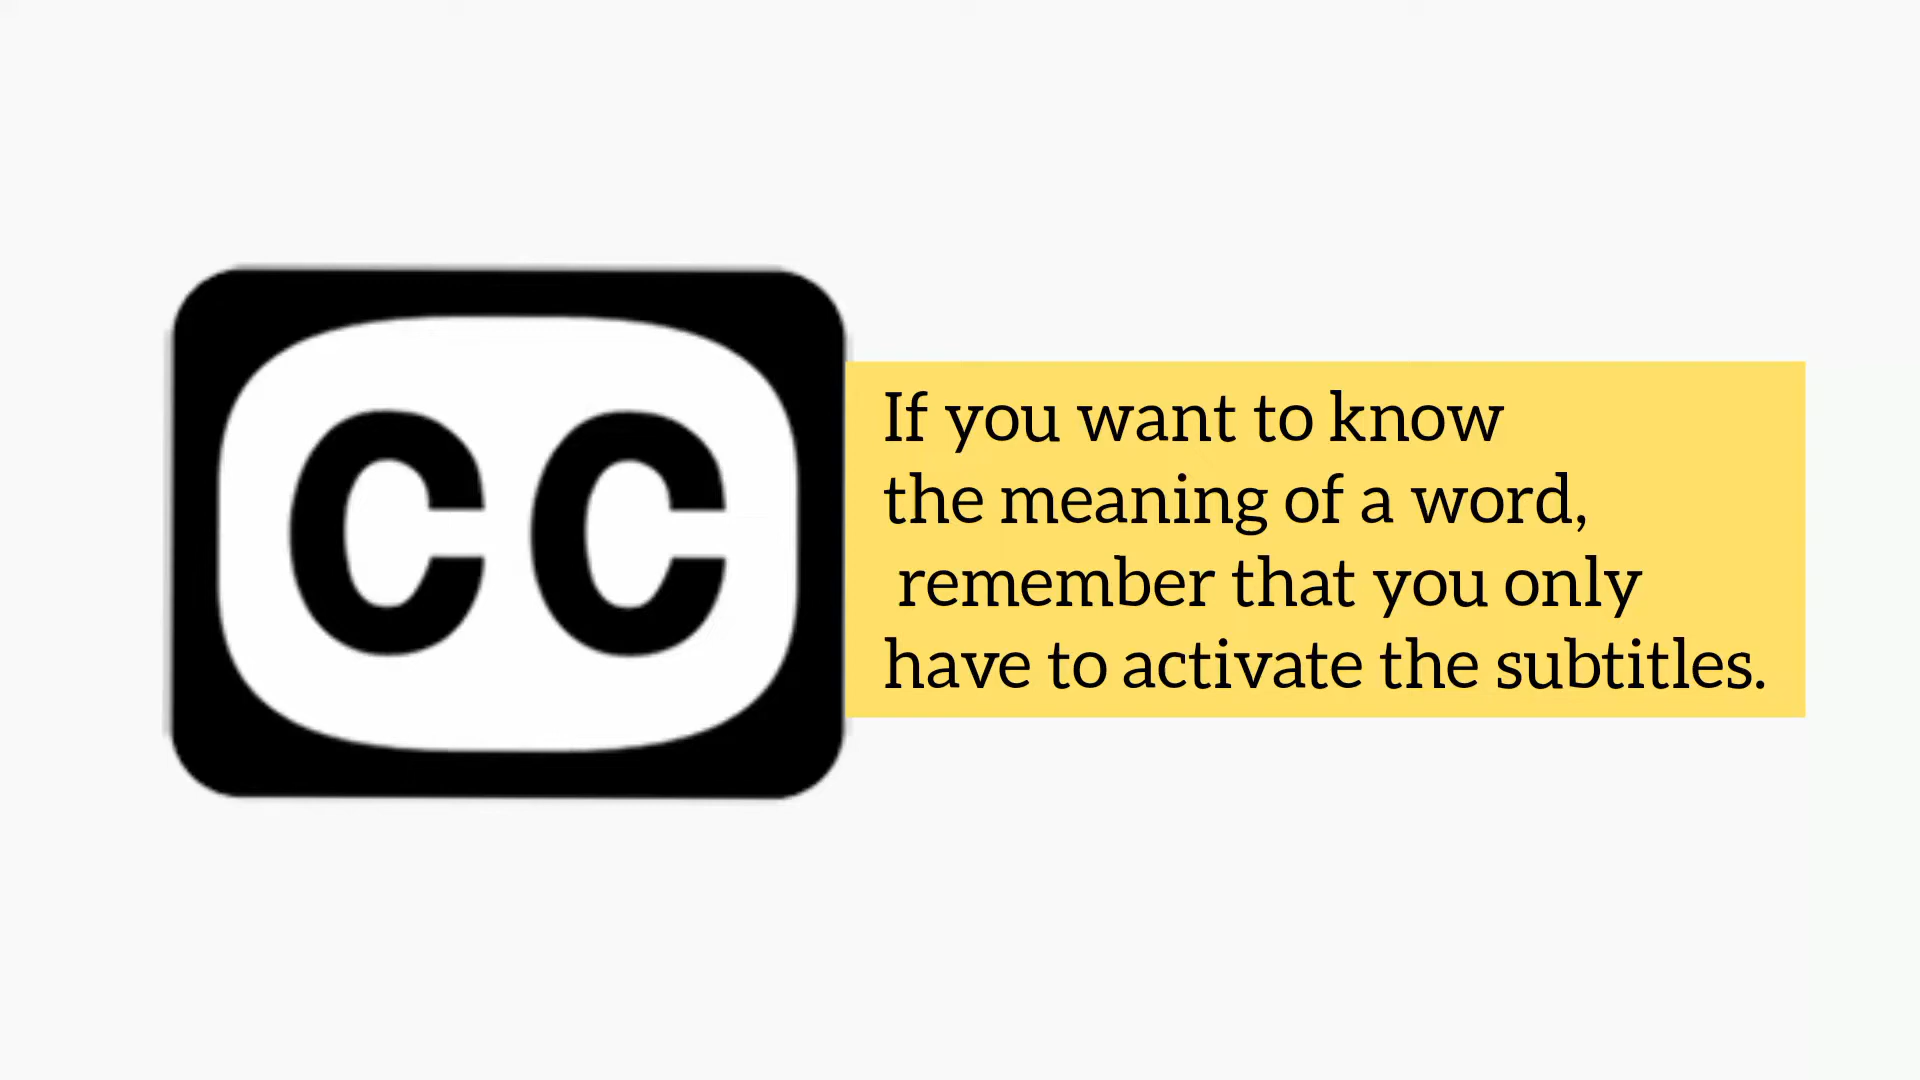 CC
If you want to know
the meaning of a word,
remember that you only
have to activate the subtitles.